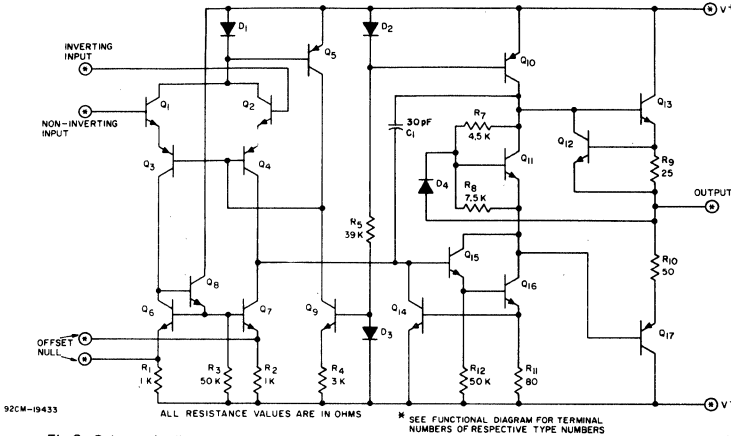 V+
D1
D2
Q5
INVERTING
INPUT
Q10
Q1
Q2
Q13
NON-INVERTING
INPUT
30pF
C1
R7
4.5K
Q12
Q3
Q4
Q11
R9
25
D4
R8
7.5K
OUTPUT
R5
39K
Q15
R10
50
Q8
Q16
Q6
Q7
Q9
Q14
Q17
OFFSET
NULL
D3
R1
1K
R3
50K
R2
1K
R4
3K
R12
50K
R11
80
V-
92CM-19433
ALL RESISTANCE VALUES ARE IN OHMS
* SEE FUNCTIONAL DIAGRAM FOR TERMINAL
NUMBERS OF RESPECTIVE TYPE NUMBERS